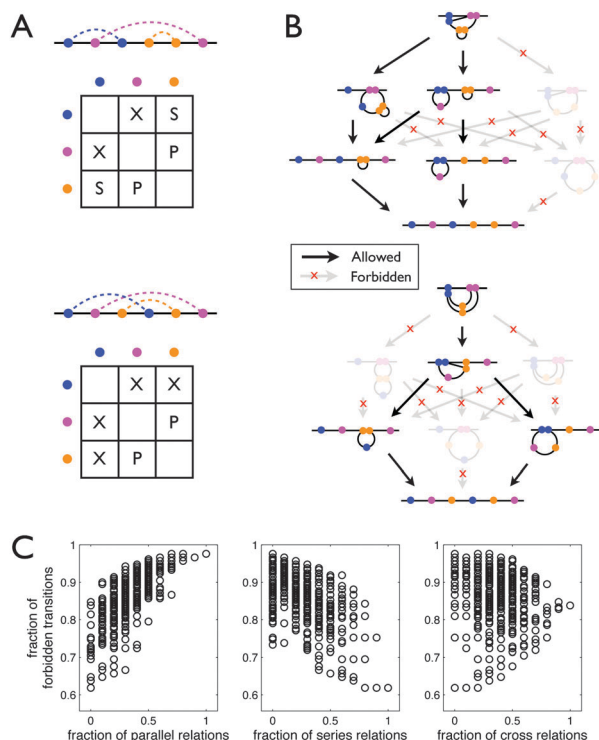 A
B
X S
X P
S P
Allowed
Forbidden
X X
X P
X P
C
fraction of
forbidden transitions
1
0.9
0.8
0.7
0.6
0 0.5 1
fraction of parallel relations
1
0.9
0.8
0.7
0.6
0 0.5 1
fraction of series relations
1
0.9
0.8
0.7
0.6
0 0.5 1
fraction of cross relations